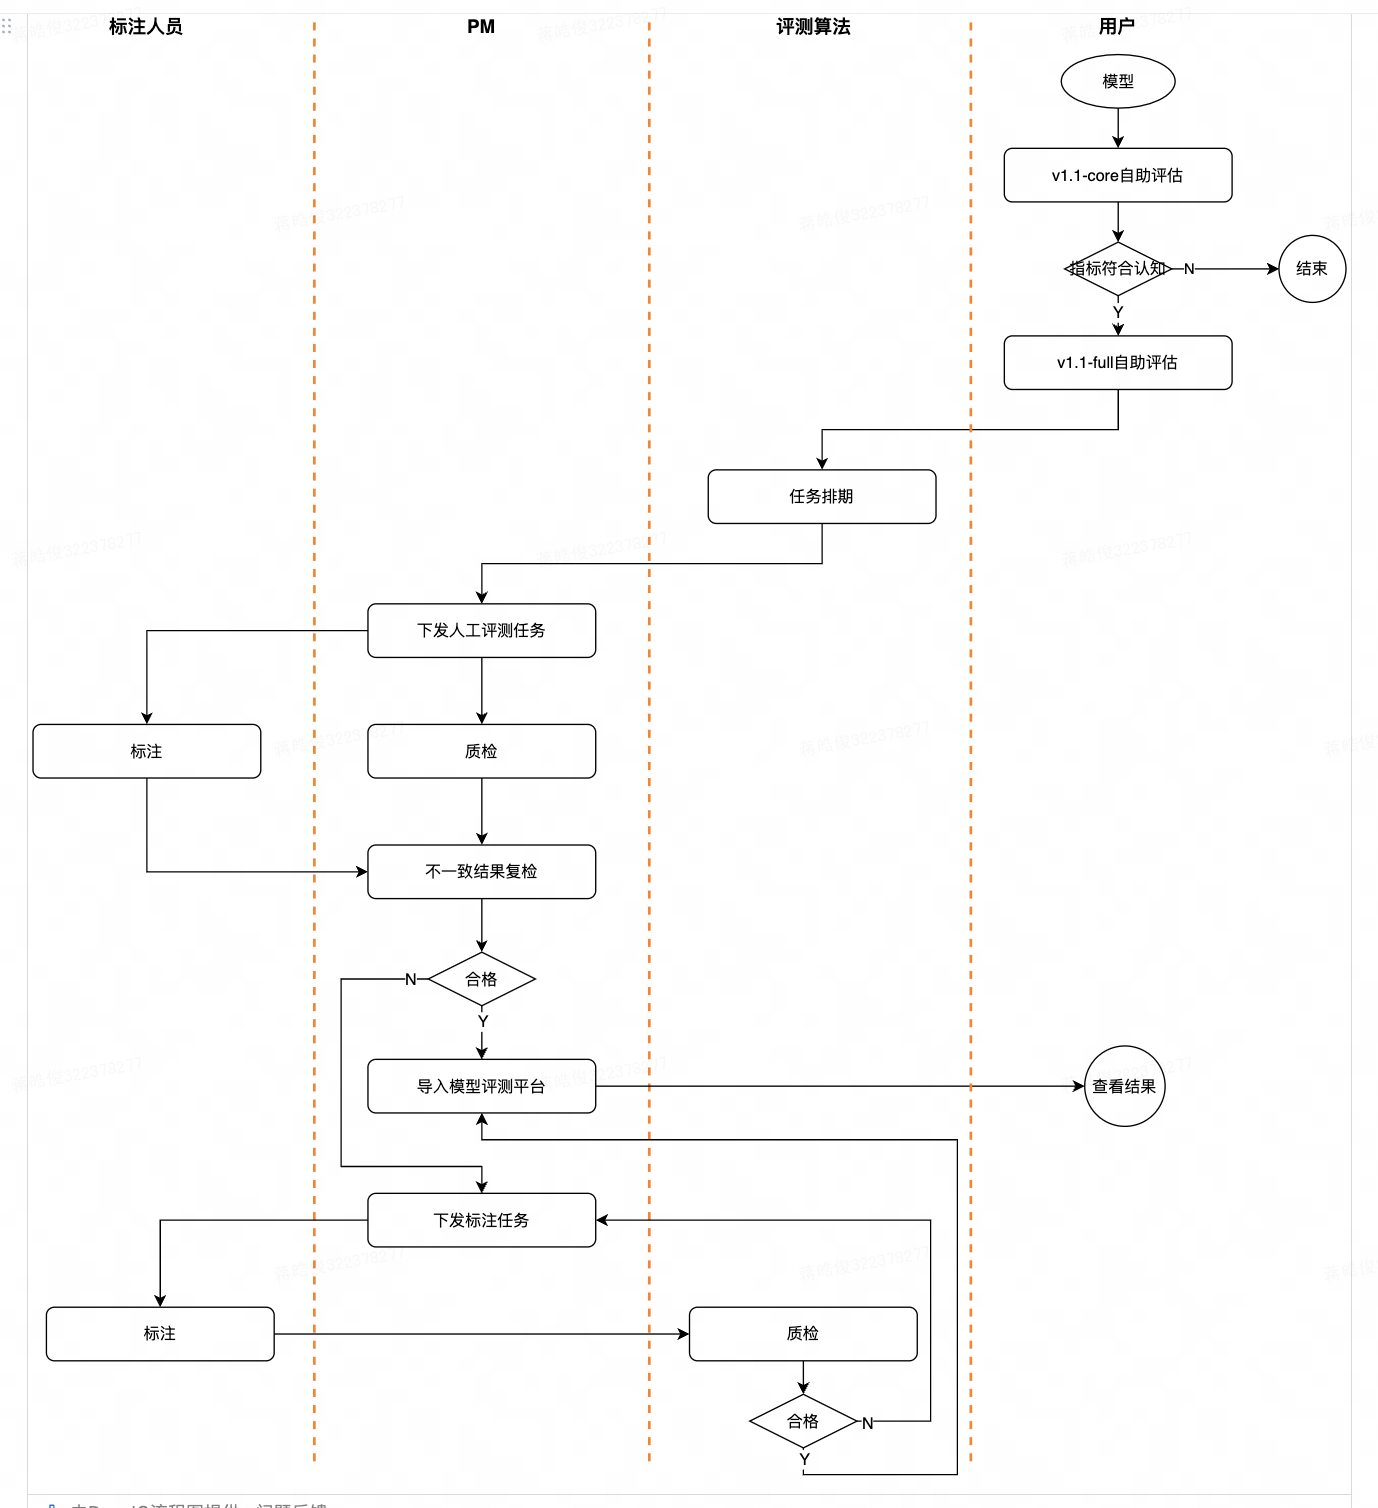 标注人员
PM
评测算法
用户
模型
v1.1-core自助评估
指标符合认知
N
结束
Y
v1.1-full自助评估
任务排期
下发人工评测任务
标注
质检
不一致结果复检
N
合格
Y
导入模型评测平台
查看结果
下发标注任务
标注
质检
合格
N
Y